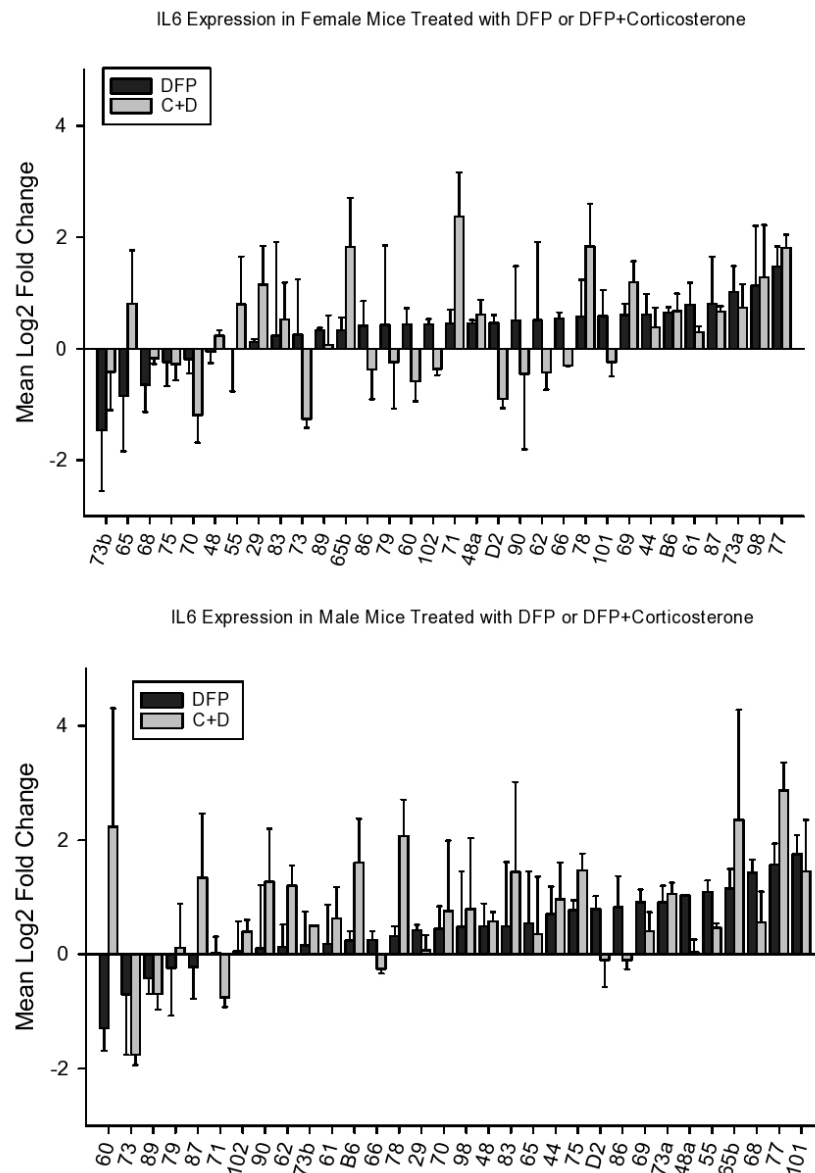 IL6 Expression in Female Mice Treated with DFP or DFP+Corticosterone
DFP
C+D
Mean Log2 Fold Change
4
2
0
-2
73b 65 68 75 70 48 55 29 83 73 89 65b 86 79 60 102 71 48a D2 90 62 66 78 101 69 44 B6 61 87 73a 98 77
IL6 Expression in Male Mice Treated with DFP or DFP+Corticosterone
DFP
C+D
Mean Log2 Fold Change
4
2
0
-2
60 73 89 79 87 71 102 90 62 73b 61 B6 66 78 29 70 98 48 83 65 44 75 D2 86 69 73a 48a 55 65b 68 77 101